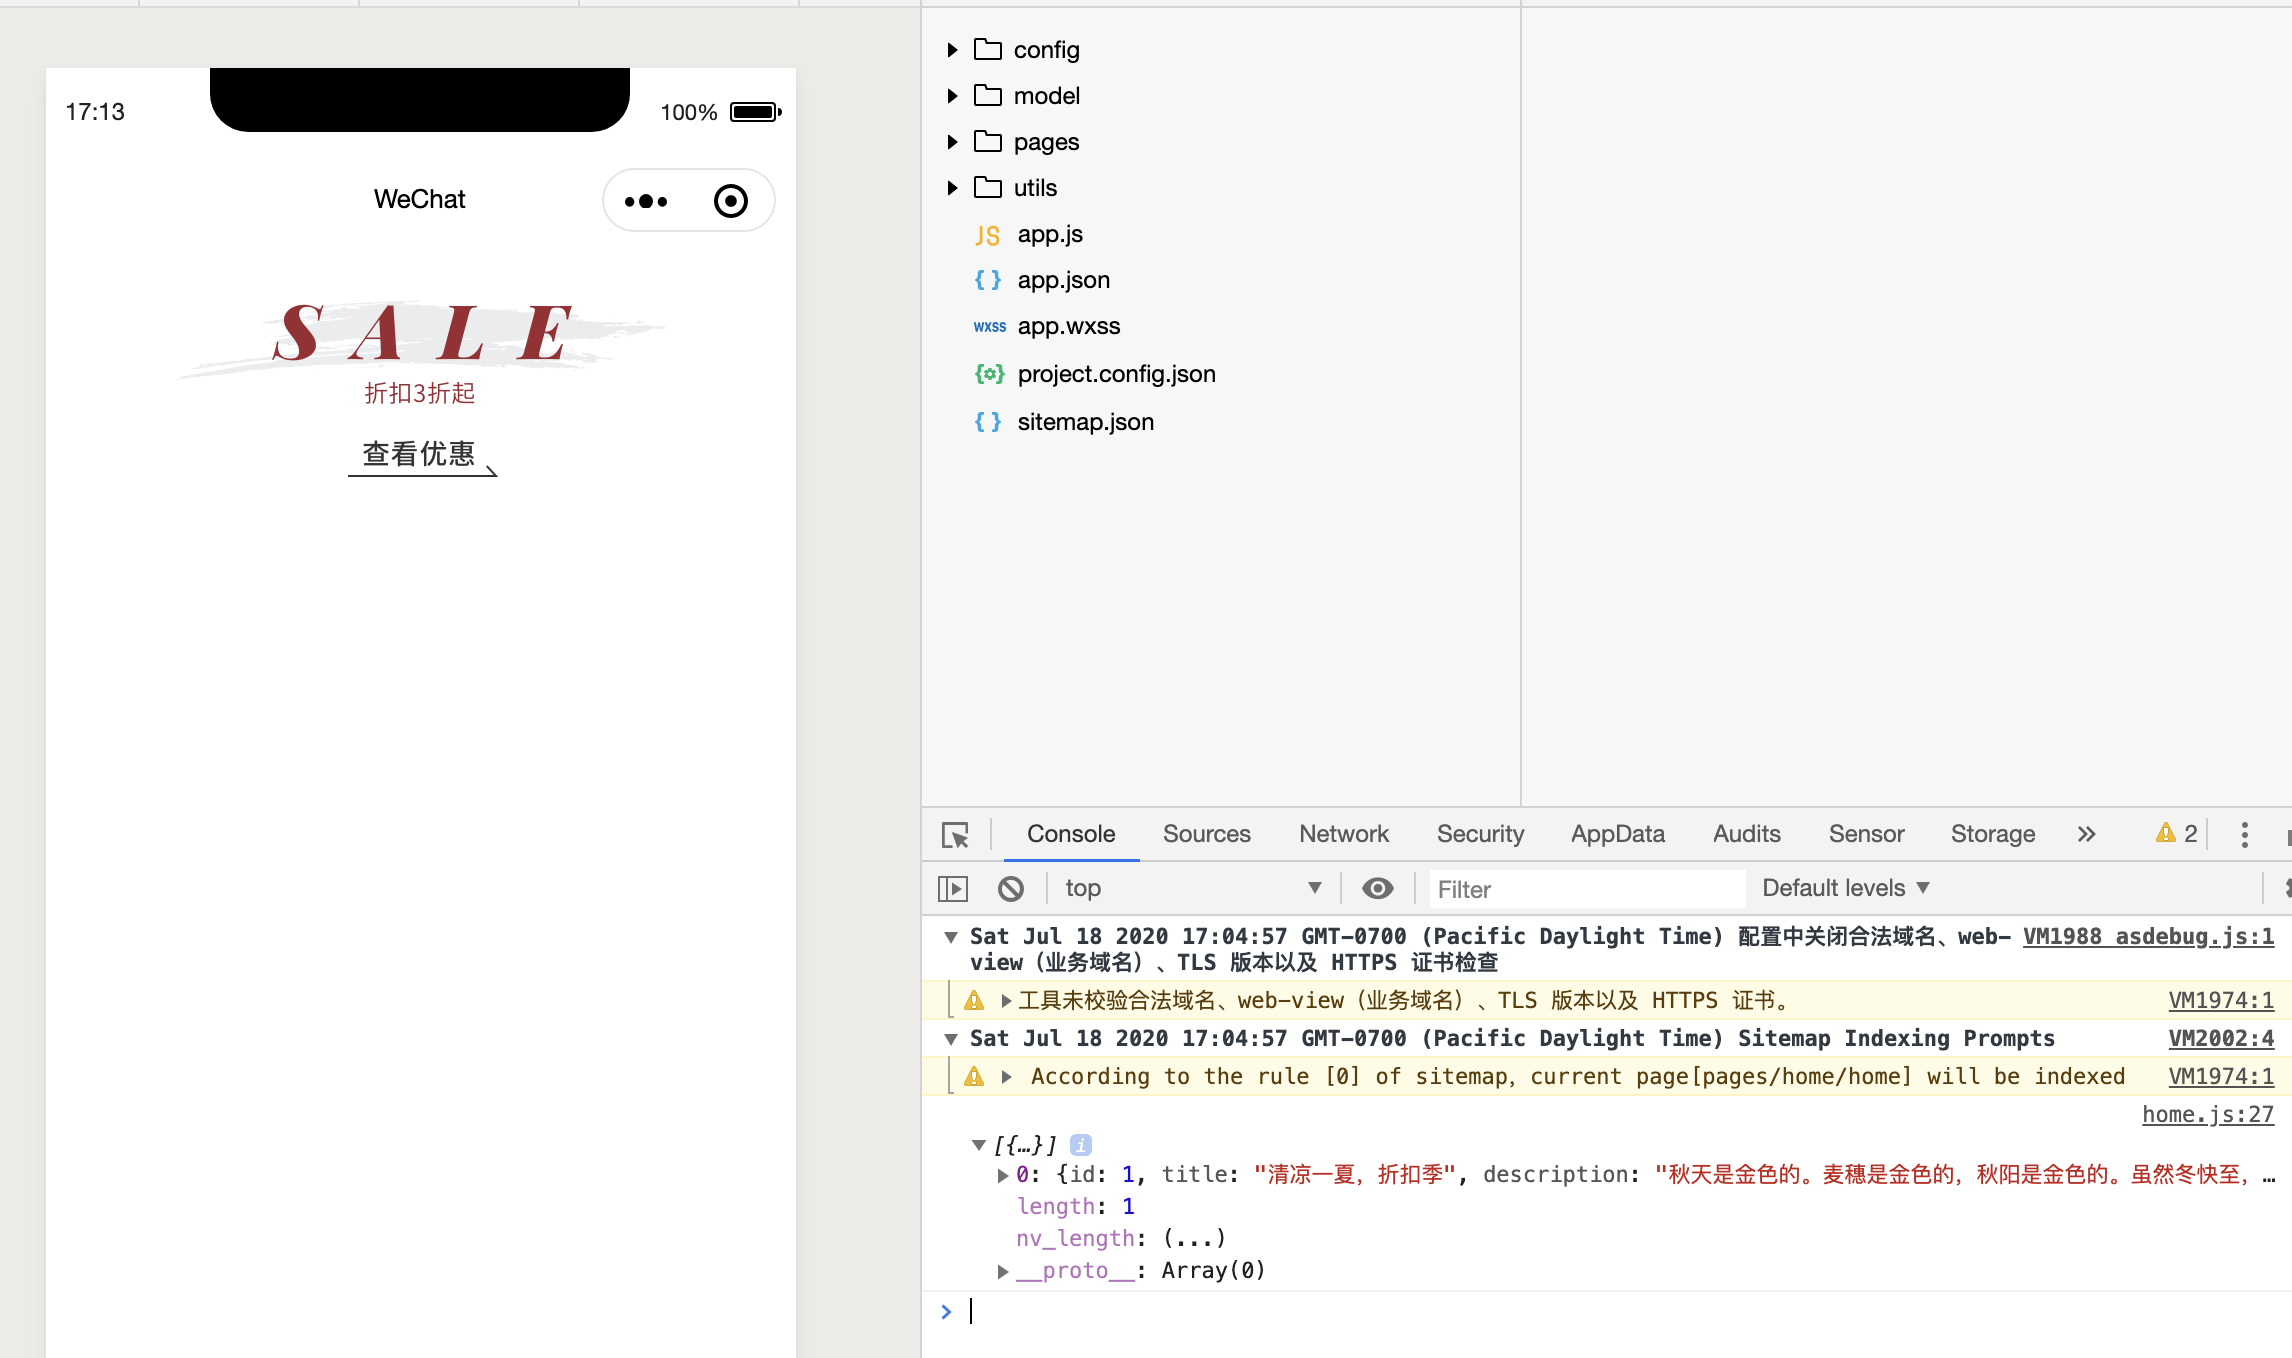 17:13
100%
WeChat
SALE
折扣3折起
查看优惠
config
model
pages
utils
JS app.js
{ } app.json
WXSS app.wxss
project.config.json
{ } sitemap.json
Console Sources Network Security AppData Audits Sensor Storage » 2
top Filter Default levels
Sat Jul 18 2020 17:04:57 GMT-0700 (Pacific Daylight Time) 配置中关闭合法域名、web- VM1988 asdebug.js:1
view（业务域名）、TLS 版本以及 HTTPS 证书检查
工具未校验合法域名、web-view（业务域名）、TLS 版本以及 HTTPS 证书。 VM1974:1
Sat Jul 18 2020 17:04:57 GMT-0700 (Pacific Daylight Time) Sitemap Indexing Prompts VM2002:4
According to the rule [0] of sitemap, current page[pages/home/home] will be indexed VM1974:1
home.js:27
[{…}] i
0: {id: 1, title: "清凉一夏，折扣季", description: "秋天是金色的。麦穗是金色的，秋阳是金色的。虽然冬快至，…
length: 1
nv_length: (...)
__proto__: Array(0)
>